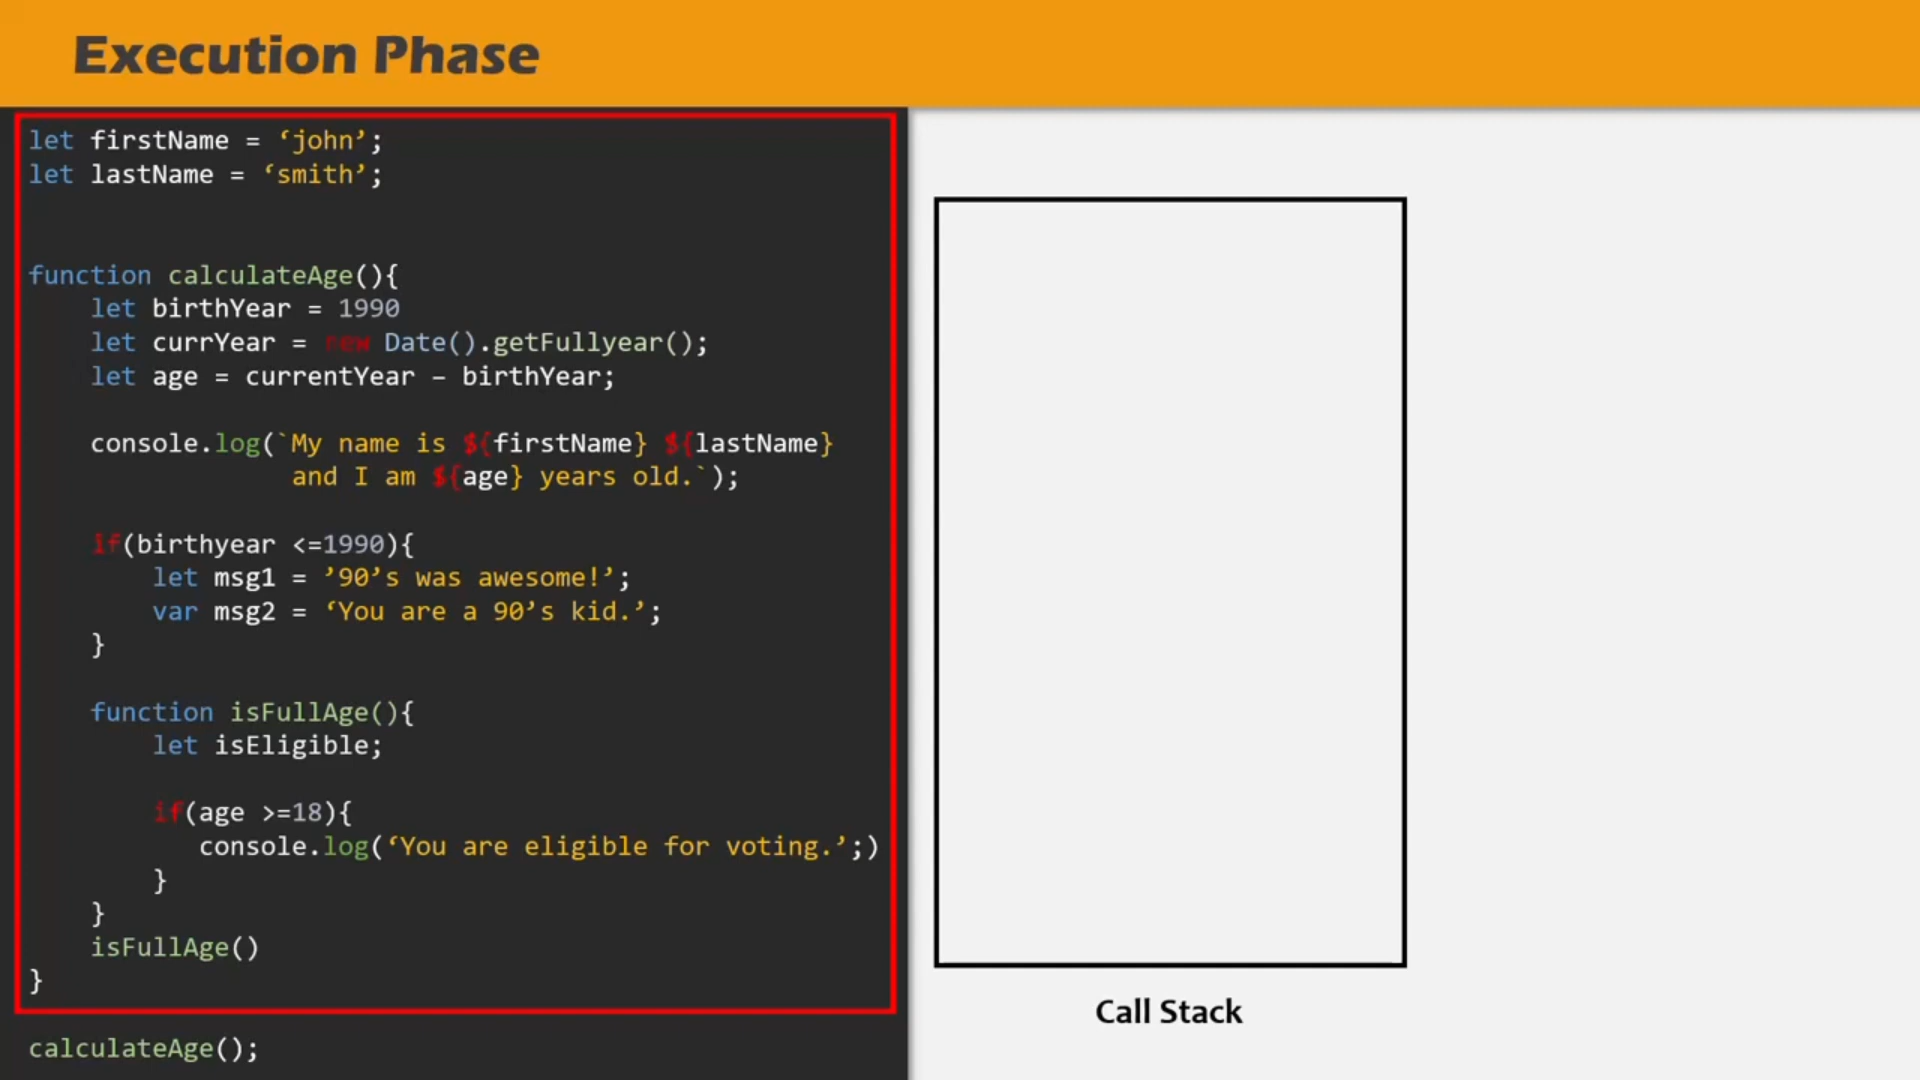 Execution Phase
let firstName = ‘john’;
let lastName = ‘smith’;
function calculateAge(){
let birthYear = 1990
let currYear = new Date().getFullyear();
let age = currentYear – birthYear;
console.log(`My name is ${firstName} ${lastName}
and I am ${age} years old.`);
if(birthyear <=1990){
let msg1 = ’90’s was awesome!’;
var msg2 = ‘You are a 90’s kid.’;
}
function isFullAge(){
let isEligible;
if(age >=18){
console.log(‘You are eligible for voting.’;)
}
}
isFullAge()
}
calculateAge();
Call Stack